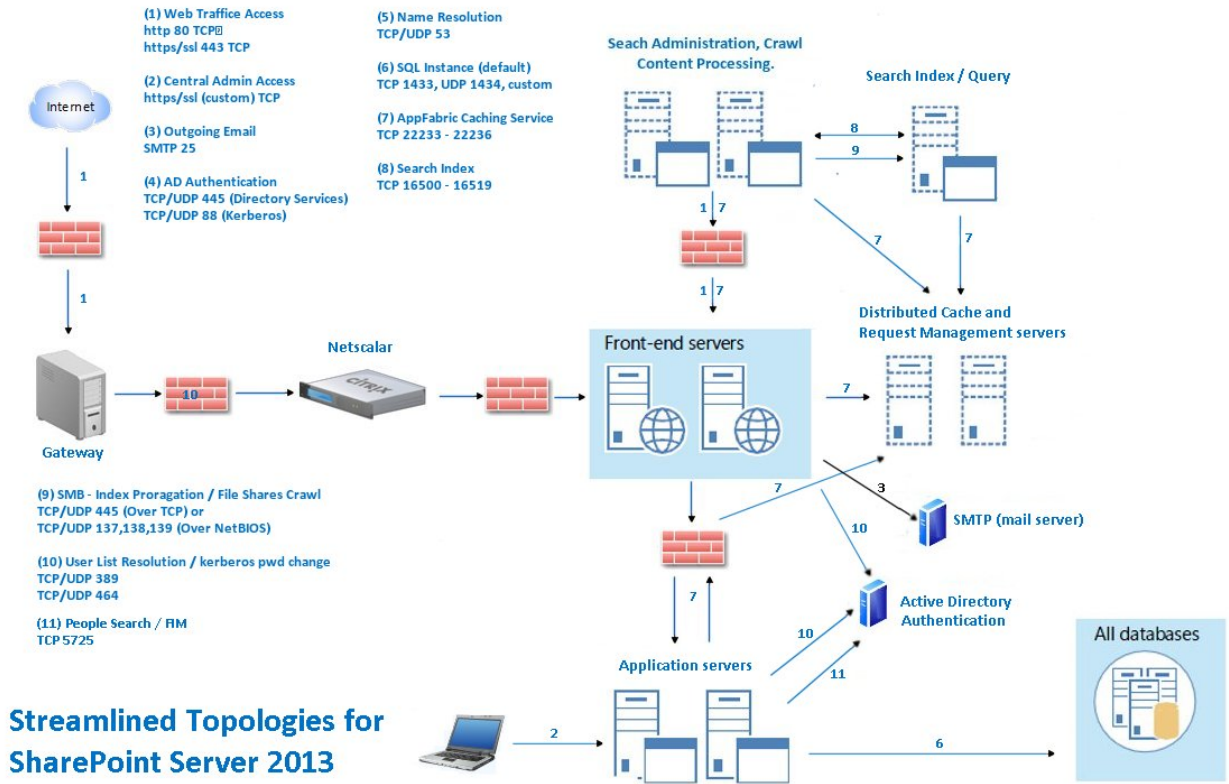 (1) Web Traffice Access
http 80 TCP
https/ssl 443 TCP
(2) Central Admin Access
https/ssl (custom) TCP
(3) Outgoing Email
SMTP 25
(4) AD Authentication
TCP/UDP 445 (Directory Services)
TCP/UDP 88 (Kerberos)
(5) Name Resolution
TCP/UDP 53
(6) SQL Instance (default)
TCP 1433, UDP 1434, custom
(7) AppFabric Caching Service
TCP 22233 - 22236
(8) Search Index
TCP 16500 - 16519
Seach Administration, Crawl
Content Processing.
Search Index / Query
Internet
8
9
1
1 7
7
7
1
1 7
Distributed Cache and
Request Management servers
Netscalar
Front-end servers
CITRIX
10
7
Gateway
7
3
10
SMTP (mail server)
(9) SMB - Index Proragation / File Shares Crawl
TCP/UDP 445 (Over TCP) or
TCP/UDP 137,138,139 (Over NetBIOS)
(10) User List Resolution / kerberos pwd change
TCP/UDP 389
TCP/UDP 464
(11) People Search / FIM
TCP 5725
7
10
11
Active Directory
Authentication
All databases
Application servers
2
6
Streamlined Topologies for
SharePoint Server 2013